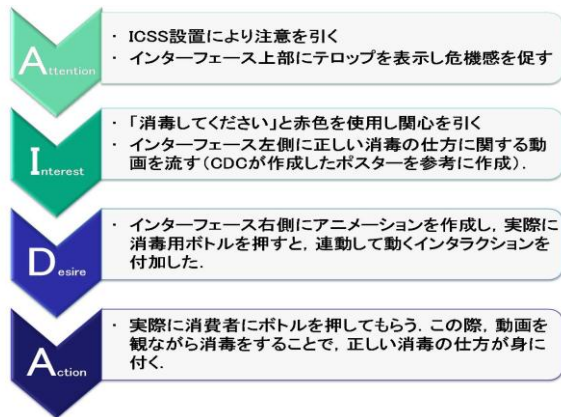 Attention
・ ICSS設置により注意を引く
・ インターフェース上部にテロップを表示し危機感を促す
Interest
・ 「消毒してください」と赤色を使用し関心を引く
・ インターフェース左側に正しい消毒の仕方に関する動
画を流す(CDCが作成したポスターを参考に作成).
Desire
・ インターフェース右側にアニメーションを作成し,実際に
消毒用ボトルを押すと,連動して動くインタラクションを
付加した.
Action
・ 実際に消費者にボトルを押してもらう.この際,動画を
観ながら消毒をすることで,正しい消毒の仕方が身に
付く.